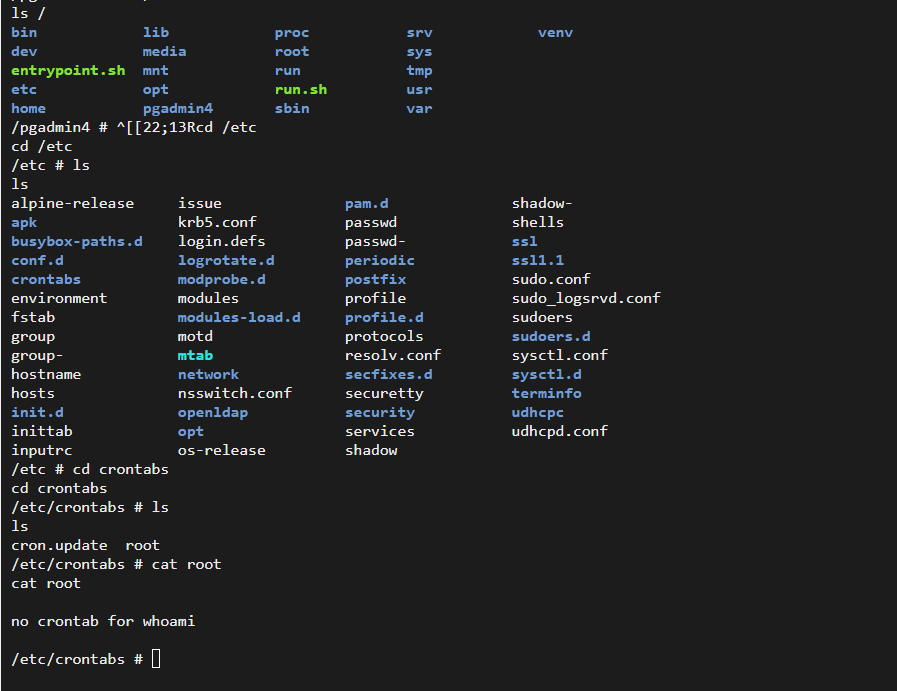 ls /
bin lib proc srv venv
dev media root sys
entrypoint.sh mnt run tmp
etc opt run.sh usr
home pgadmin4 sbin var
/pgadmin4 # ^[[22;13Rcd /etc
cd /etc
/etc # ls
ls
alpine-release issue pam.d shadow-
apk krb5.conf passwd shells
busybox-paths.d login.defs passwd- ssl
conf.d logrotate.d periodic ssl1.1
crontabs modprobe.d postfix sudo.conf
environment modules profile sudo_logsrvd.conf
fstab modules-load.d profile.d sudoers
group motd protocols sudoers.d
group- mtab resolv.conf sysctl.conf
hostname network secfixes.d sysctl.d
hosts nsswitch.conf securetty terminfo
init.d openldap security udhcpc
inittab opt services udhcpd.conf
inputrc os-release shadow
/etc # cd crontabs
cd crontabs
/etc/crontabs # ls
ls
cron.update root
/etc/crontabs # cat root
cat root
no crontab for whoami
/etc/crontabs #